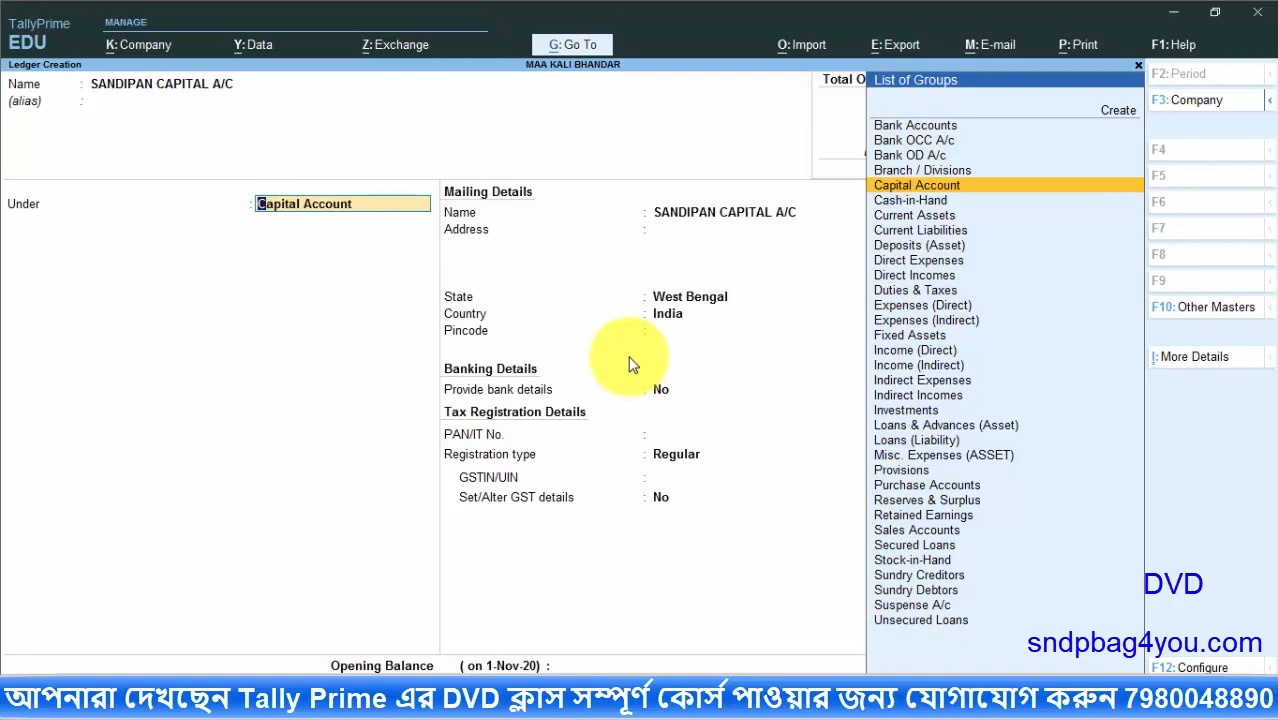 TallyPrime
EDU
MANAGE
K: Company
Y: Data
Z: Exchange
G: Go To
O: Import
E: Export
M: E-mail
P: Print
F1: Help
Ledger Creation
MAA KALI BHANDAR
Name : SANDIPAN CAPITAL A/C
(alias) :
Total O
Under : Capital Account
Mailing Details
Name : SANDIPAN CAPITAL A/C
Address :
State : West Bengal
Country : India
Pincode :
Banking Details
Provide bank details : No
Tax Registration Details
PAN/IT No. :
Registration type : Regular
GSTIN/UIN :
Set/Alter GST details : No
Opening Balance ( on 1-Nov-20) :
List of Groups
Create
Bank Accounts
Bank OCC A/c
Bank OD A/c
Branch / Divisions
Capital Account
Cash-in-Hand
Current Assets
Current Liabilities
Deposits (Asset)
Direct Expenses
Direct Incomes
Duties & Taxes
Expenses (Direct)
Expenses (Indirect)
Fixed Assets
Income (Direct)
Income (Indirect)
Indirect Expenses
Indirect Incomes
Investments
Loans & Advances (Asset)
Loans (Liability)
Misc. Expenses (ASSET)
Provisions
Purchase Accounts
Reserves & Surplus
Retained Earnings
Sales Accounts
Secured Loans
Stock-in-Hand
Sundry Creditors
Sundry Debtors
Suspense A/c
Unsecured Loans
F2: Period
F3: Company
F4
F5
F6
F7
F8
F9
F10: Other Masters
I: More Details
F12: Configure
DVD
sndpbag4you.com
আপনারা দেখছেন Tally Prime এর DVD ক্লাস সম্পূর্ণ কোর্স পাওয়ার জন্য যোগাযোগ করুন 7980048890